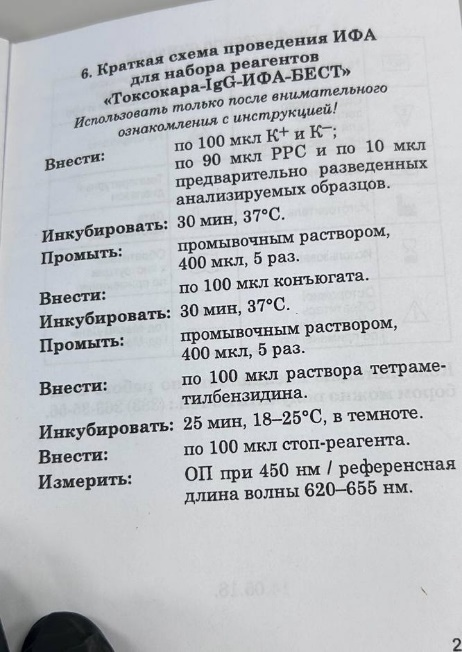 6. Краткая схема проведения ИФА
для набора реагентов
«Токсокара-IgG-ИФА-БЕСТ»
Использовать только после внимательного
ознакомления с инструкцией!
Внести: по 100 мкл К+ и К–;
по 90 мкл РРС и по 10 мкл
предварительно разведенных
анализируемых образцов.
Инкубировать: 30 мин, 37°С.
Промыть: промывочным раствором,
400 мкл, 5 раз.
Внести: по 100 мкл конъюгата.
Инкубировать: 30 мин, 37°С.
Промыть: промывочным раствором,
400 мкл, 5 раз.
Внести: по 100 мкл раствора тетраме-
тилбензидина.
Инкубировать: 25 мин, 18–25°С, в темноте.
Внести: по 100 мкл стоп-реагента.
Измерить: ОП при 450 нм / референсная
длина волны 620–655 нм.
2